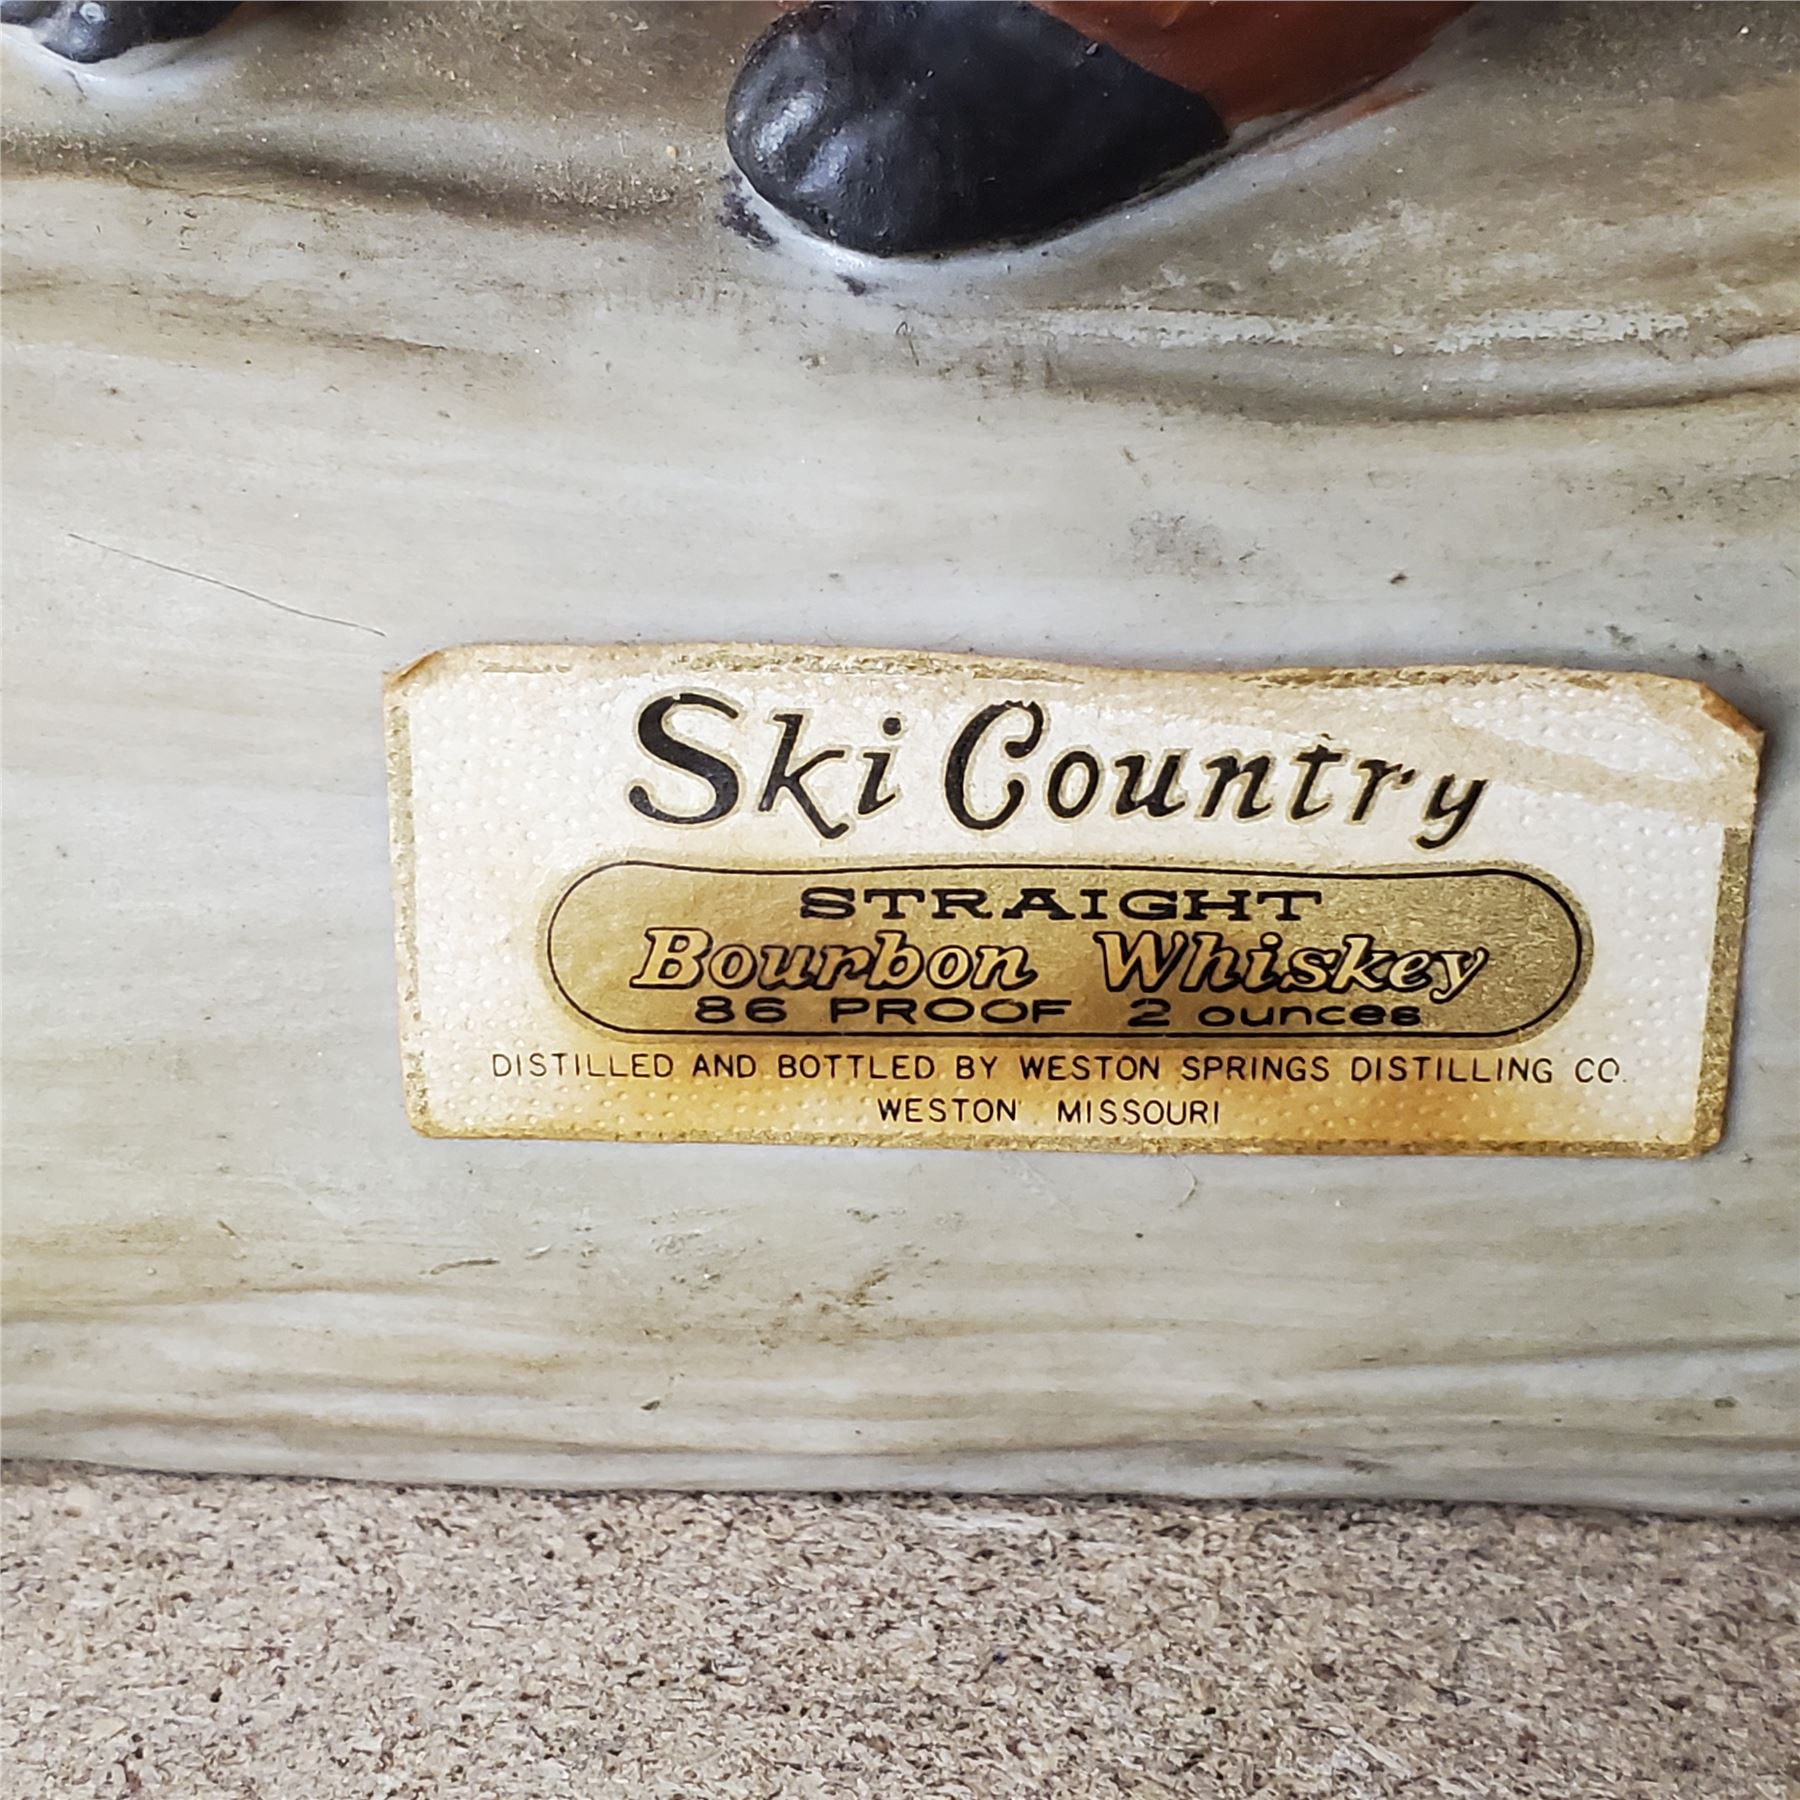 Ski Country
STRAIGHT
Bourbon Whiskey
86 PROOF 2 ounces
DISTILLED AND BOTTLED BY WESTON SPRINGS DISTILLING CO.
WESTON MISSOURI